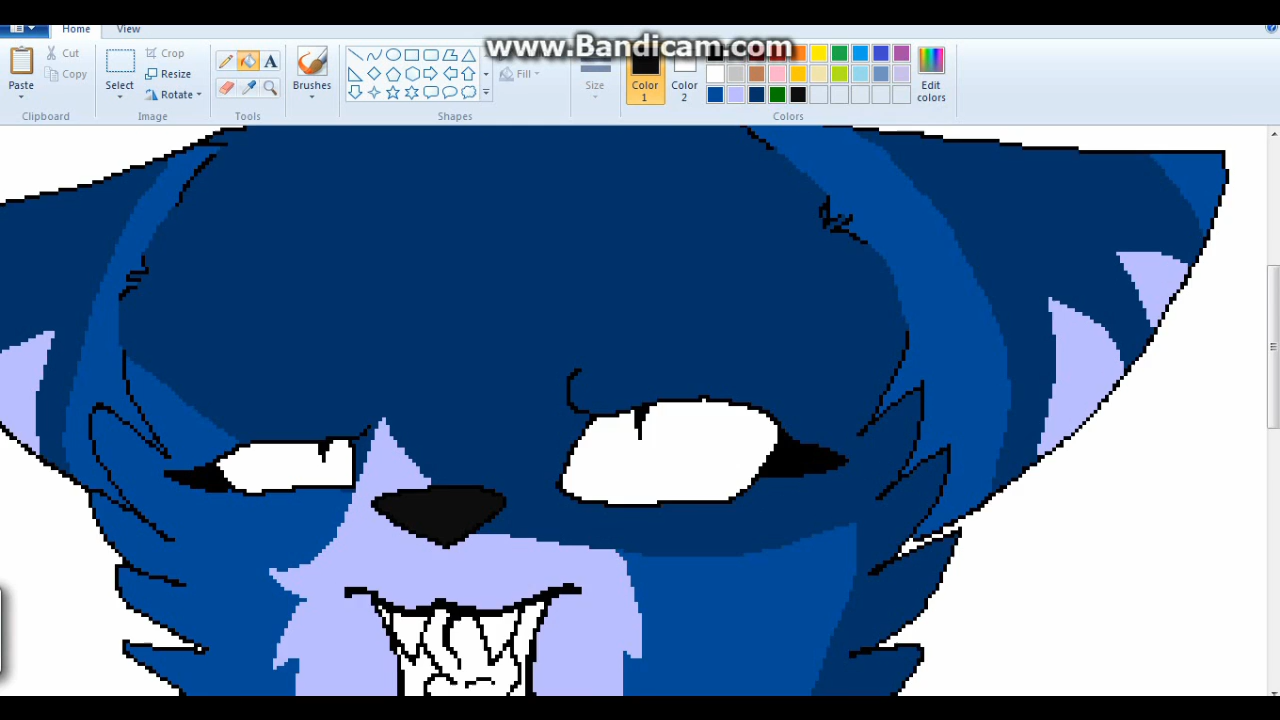 www.Bandicam.com
Home View
Cut
Copy
Paste
Clipboard
Select
Crop
Resize
Rotate
Image
A
Tools
Brushes
Fill
Shapes
Size
Color 1
Color 2
Edit colors
Colors